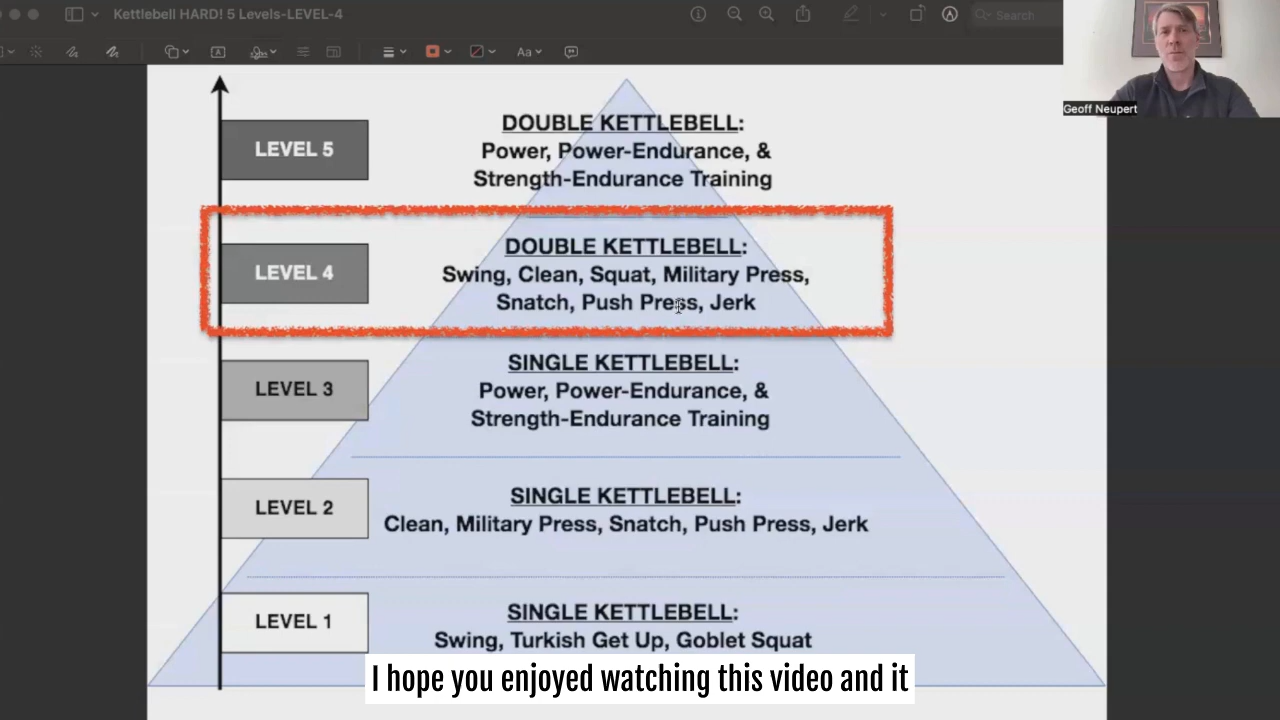 Kettlebell HARD! 5 Levels-LEVEL-4
Search
Aa
Geoff Neupert
LEVEL 5
DOUBLE KETTLEBELL:
Power, Power-Endurance, &
Strength-Endurance Training
LEVEL 4
DOUBLE KETTLEBELL:
Swing, Clean, Squat, Military Press,
Snatch, Push Press, Jerk
LEVEL 3
SINGLE KETTLEBELL:
Power, Power-Endurance, &
Strength-Endurance Training
LEVEL 2
SINGLE KETTLEBELL:
Clean, Military Press, Snatch, Push Press, Jerk
LEVEL 1
SINGLE KETTLEBELL:
Swing, Turkish Get Up, Goblet Squat
I hope you enjoyed watching this video and it